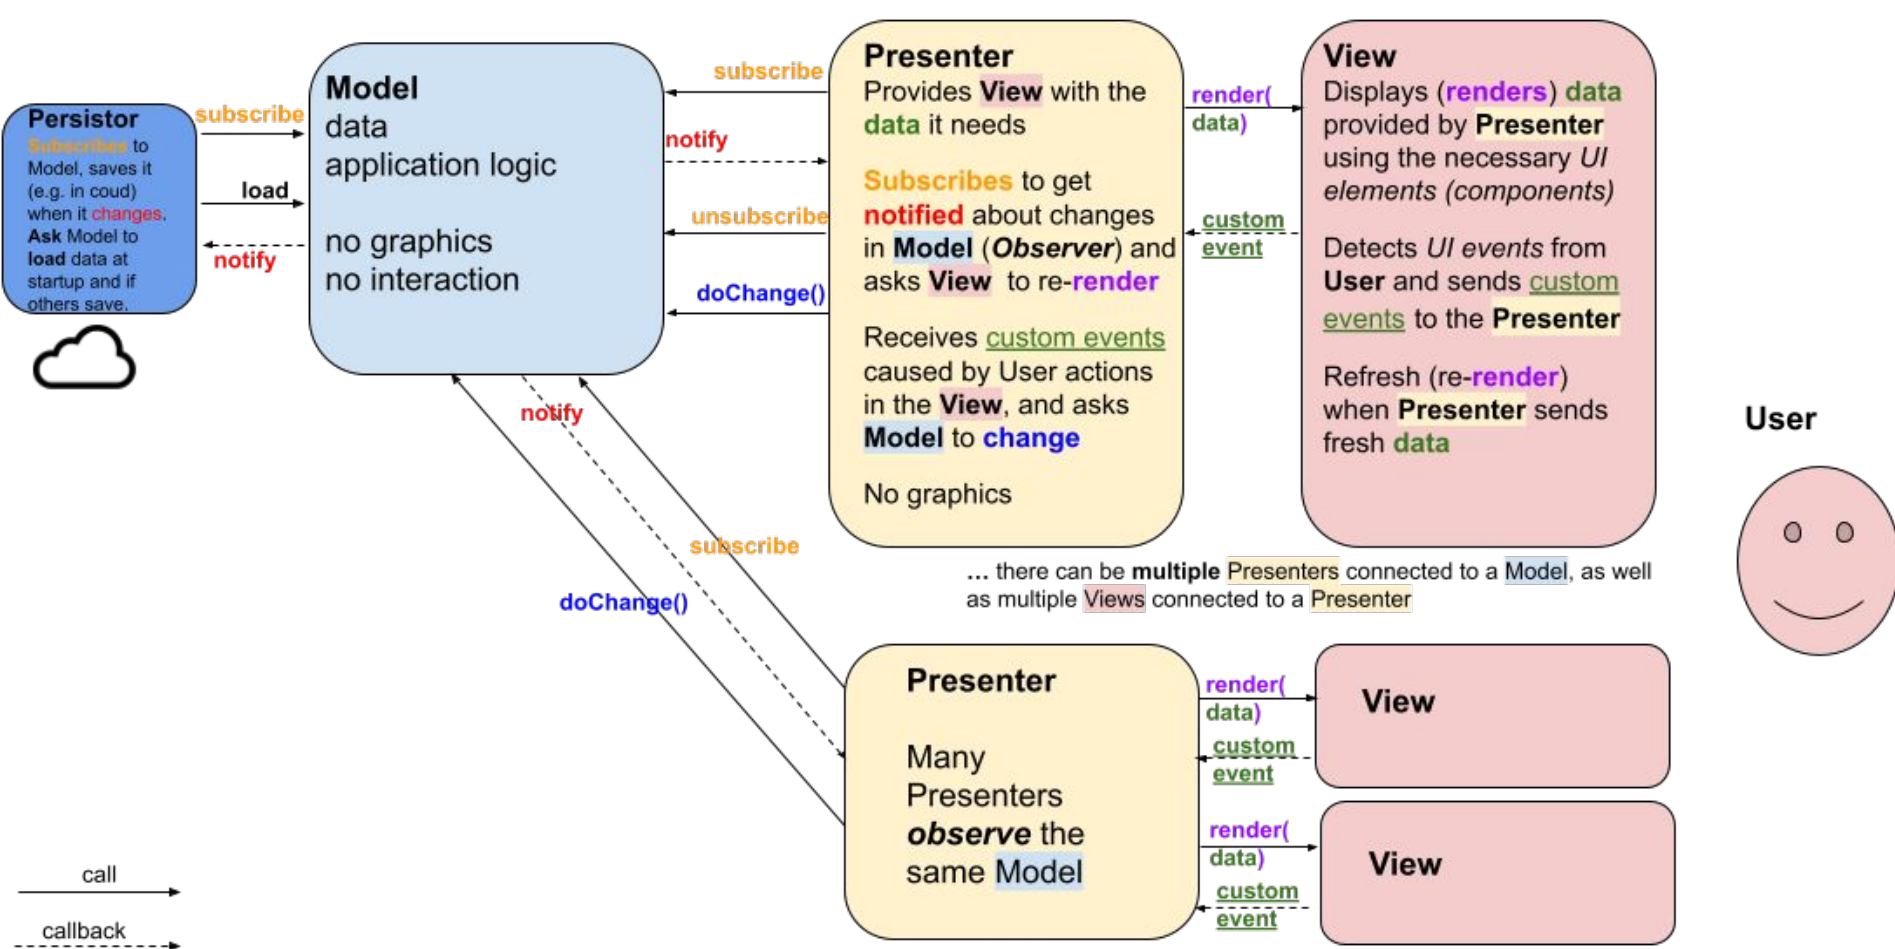 Persistor
Subscribes to
Model, saves it
(e.g. in coud)
when it changes.
Ask Model to
load data at
startup and if
others save.
subscribe
load
notify
Model
data
application logic
no graphics
no interaction
subscribe
notify
unsubscribe
doChange()
Presenter
Provides View with the
data it needs
Subscribes to get
notified about changes
in Model (Observer) and
asks View to re-render
Receives custom events
caused by User actions
in the View, and asks
Model to change
No graphics
render(
data)
custom
event
View
Displays (renders) data
provided by Presenter
using the necessary UI
elements (components)
Detects UI events from
User and sends custom
events to the Presenter
Refresh (re-render)
when Presenter sends
fresh data
User
... there can be multiple Presenters connected to a Model, as well
as multiple Views connected to a Presenter
notify
subscribe
doChange()
Presenter
Many
Presenters
observe the
same Model
render(
data)
custom
event
View
render(
data)
custom
event
View
call
callback